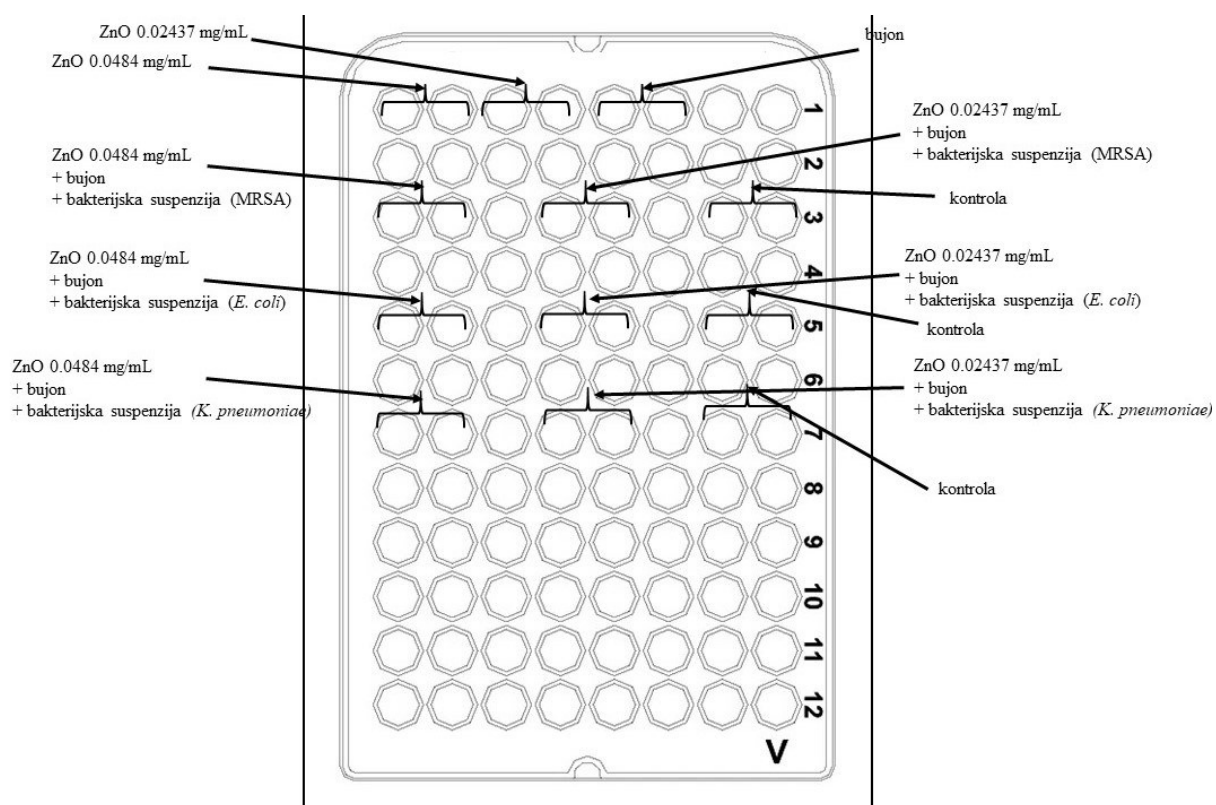 ZnO 0.02437 mg/mL
ZnO 0.0484 mg/mL
bujon
ZnO 0.0484 mg/mL
+ bujon
+ bakterijska suspenzija (MRSA)
ZnO 0.02437 mg/mL
+ bujon
+ bakterijska suspenzija (MRSA)
kontrola
ZnO 0.0484 mg/mL
+ bujon
+ bakterijska suspenzija (E. coli)
ZnO 0.02437 mg/mL
+ bujon
+ bakterijska suspenzija (E. coli)
kontrola
ZnO 0.0484 mg/mL
+ bujon
+ bakterijska suspenzija (K. pneumoniae)
ZnO 0.02437 mg/mL
+ bujon
+ bakterijska suspenzija (K. pneumoniae)
kontrola
1
2
3
4
5
6
7
8
9
10
11
12
V